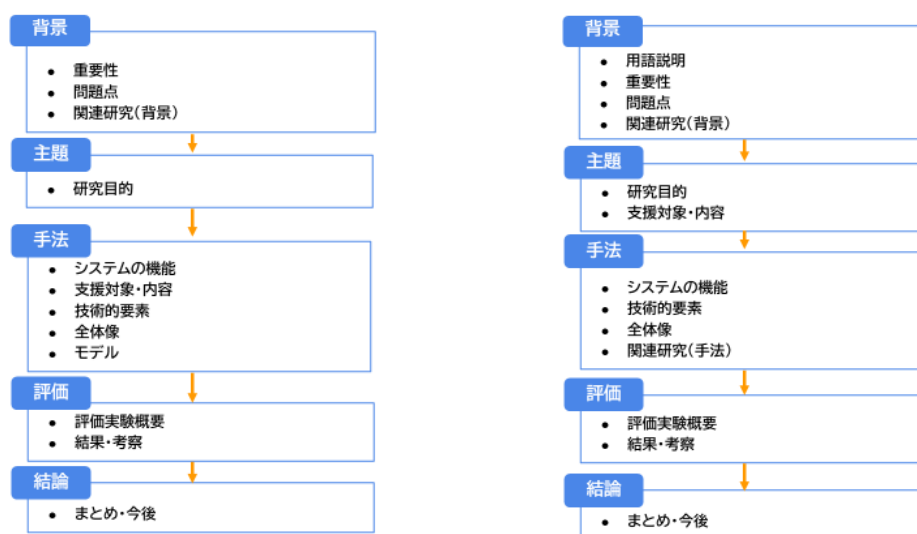 背景
重要性
問題点
関連研究(背景)
主題
研究目的
手法
システムの機能
支援対象・内容
技術的要素
全体像
モデル
評価
評価実験概要
結果・考察
結論
まとめ・今後
背景
用語説明
重要性
問題点
関連研究(背景)
主題
研究目的
支援対象・内容
手法
システムの機能
技術的要素
全体像
関連研究(手法)
評価
評価実験概要
結果・考察
結論
まとめ・今後